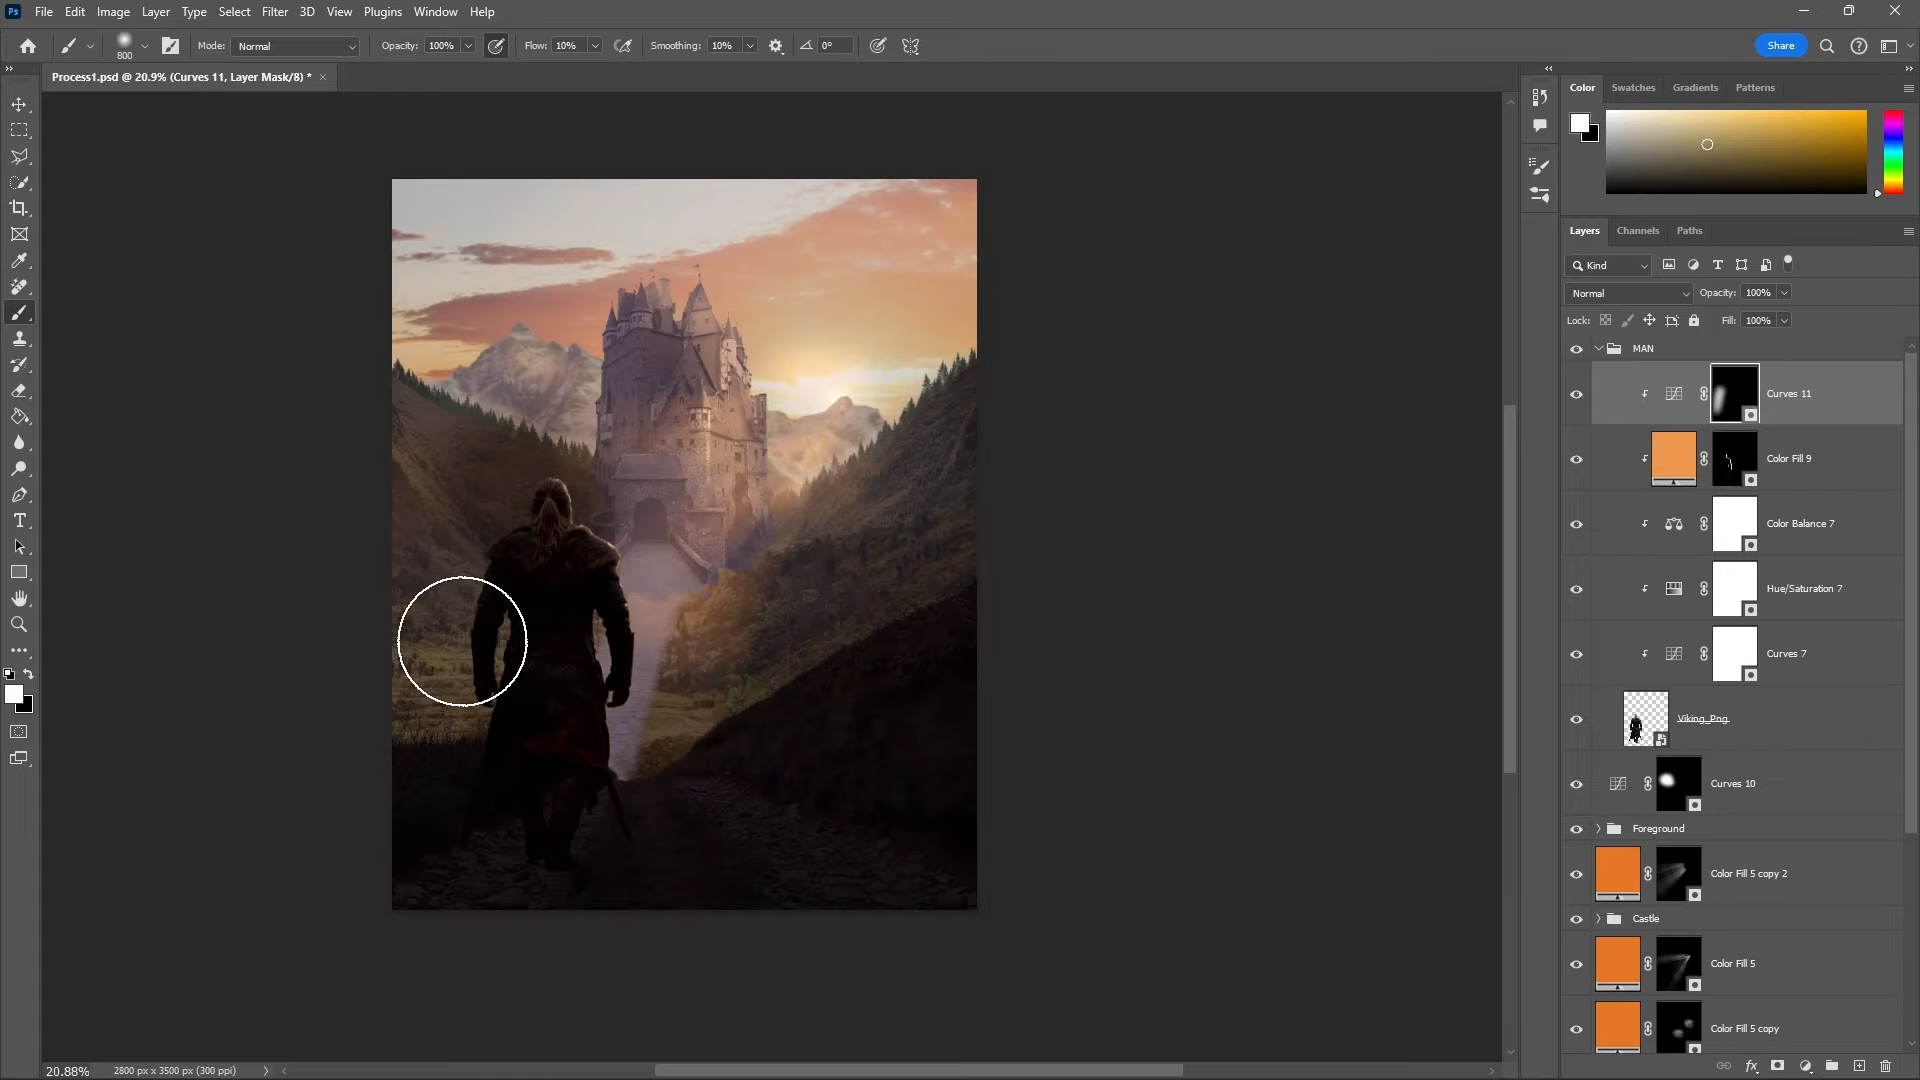 Ps File Edit Image Layer Type Select Filter 3D View Plugins Window Help
800 Mode: Normal Opacity: 100% Flow: 10% Smoothing: 10% 0° Share
Process1.psd @ 20.9% (Curves 11, Layer Mask/8) *
Color Swatches Gradients Patterns
Layers Channels Paths
Kind
Normal Opacity: 100%
Lock: Fill: 100%
MAN
Curves 11
Color Fill 9
Color Balance 7
Hue/Saturation 7
Curves 7
Viking_Png
Curves 10
Foreground
Color Fill 5 copy 2
Castle
Color Fill 5
Color Fill 5 copy
20.88% 2800 px x 3500 px (300 ppi)